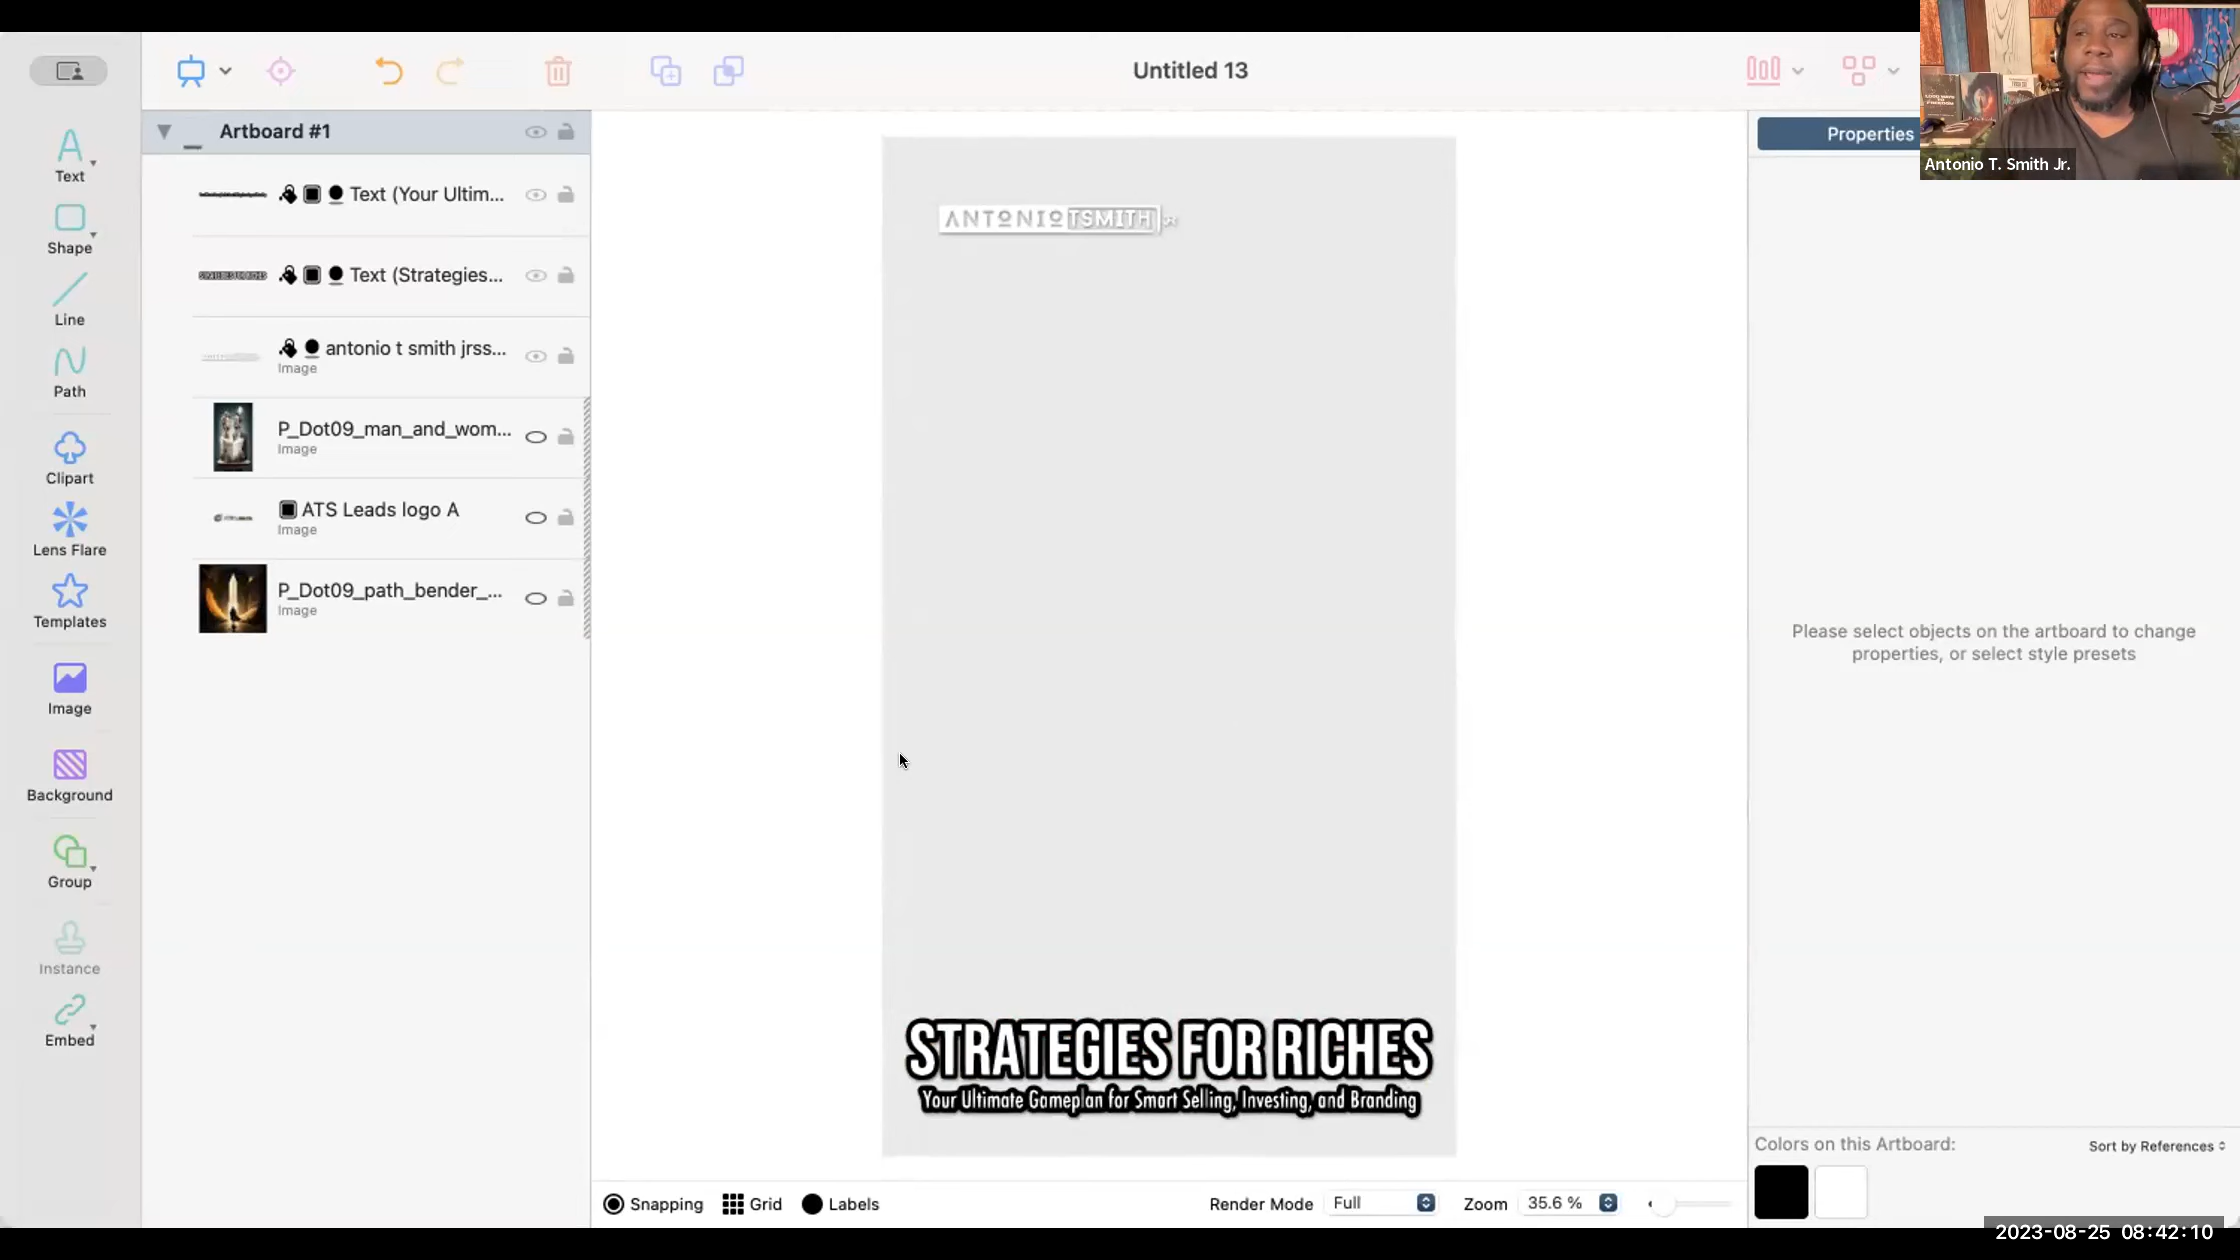 Untitled 13
Antonio T. Smith Jr.
Text
Shape
Line
Path
Clipart
Lens Flare
Templates
Image
Background
Group
Instance
Embed
Artboard #1
Text (Your Ultim...
Text (Strategies...
antonio t smith jrss...
Image
P_Dot09_man_and_wom...
Image
ATS Leads logo A
Image
P_Dot09_path_bender_...
Image
ANTONIOTSMITH JR
STRATEGIES FOR RICHES
Your Ultimate Gameplan for Smart Selling, Investing, and Branding
Snapping
Grid
Labels
Render Mode Full
Zoom 35.6 %
Properties
Please select objects on the artboard to change
properties, or select style presets
Colors on this Artboard:
Sort by References
2023-08-25 08:42:10